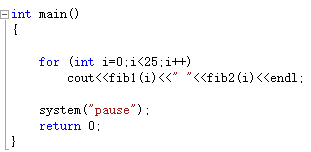 int main()
{
for (int i=0;i<25;i++)
cout<<fib1(i)<<" "<<fib2(i)<<endl;
system("pause");
return 0;
}